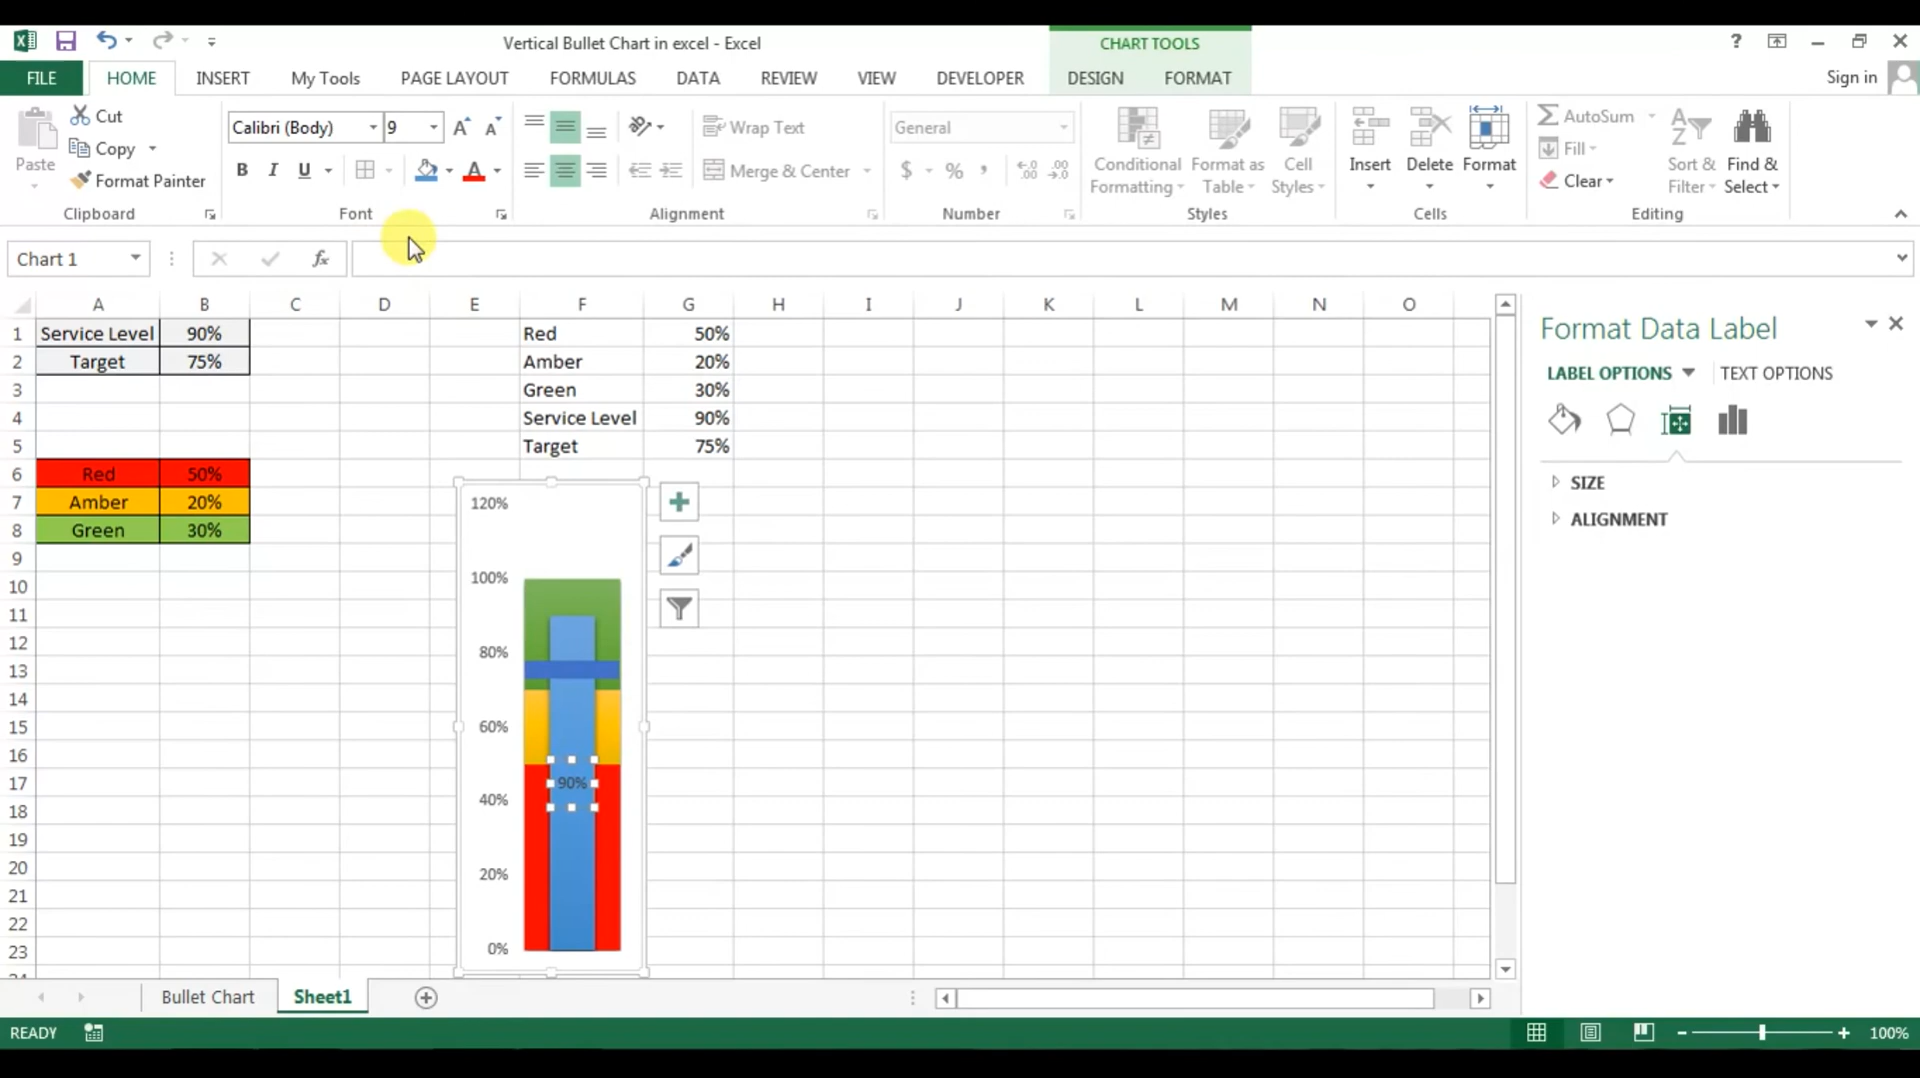 Vertical Bullet Chart in excel - Excel
CHART TOOLS
?
FILE HOME INSERT My Tools PAGE LAYOUT FORMULAS DATA REVIEW VIEW DEVELOPER DESIGN FORMAT Sign in
Paste
Cut
Copy
Format Painter
Clipboard
Calibri (Body) 9
B I U
Font
Wrap Text
Merge & Center
Alignment
General
$ % ,
Number
Conditional Formatting
Format as Table
Cell Styles
Styles
Insert Delete Format
Cells
AutoSum
Fill
Clear
Sort & Filter
Find & Select
Editing
Chart 1
fx
A B C D E F G H I J K L M N O
1 Service Level 90% Red 50%
2 Target 75% Amber 20%
3 Green 30%
4 Service Level 90%
5 Target 75%
6 Red 50%
7 Amber 20%
8 Green 30%
9
10
11
12
13
14
15
16
17
18
19
20
21
22
23
24
120%
100%
80%
60%
90%
40%
20%
0%
Format Data Label
LABEL OPTIONS TEXT OPTIONS
SIZE
ALIGNMENT
Bullet Chart Sheet1
READY
100%